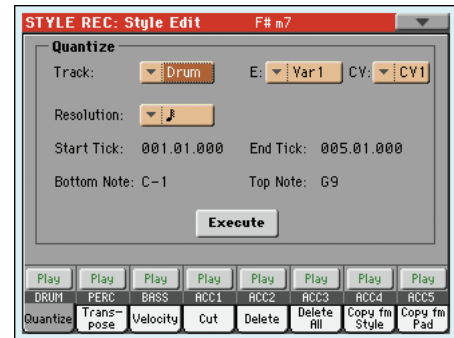 STYLE REC: Style Edit F# m7
Quantize
Track: Drum E: Var1 CV: CV1
Resolution:
Start Tick: 001.01.000 End Tick: 005.01.000
Bottom Note: C-1 Top Note: G9
Execute
Play Play Play Play Play Play Play Play
DRUM PERC BASS ACC1 ACC2 ACC3 ACC4 ACC5
Quantize Trans-pose Velocity Cut Delete Delete All Copy fm Style Copy fm Pad